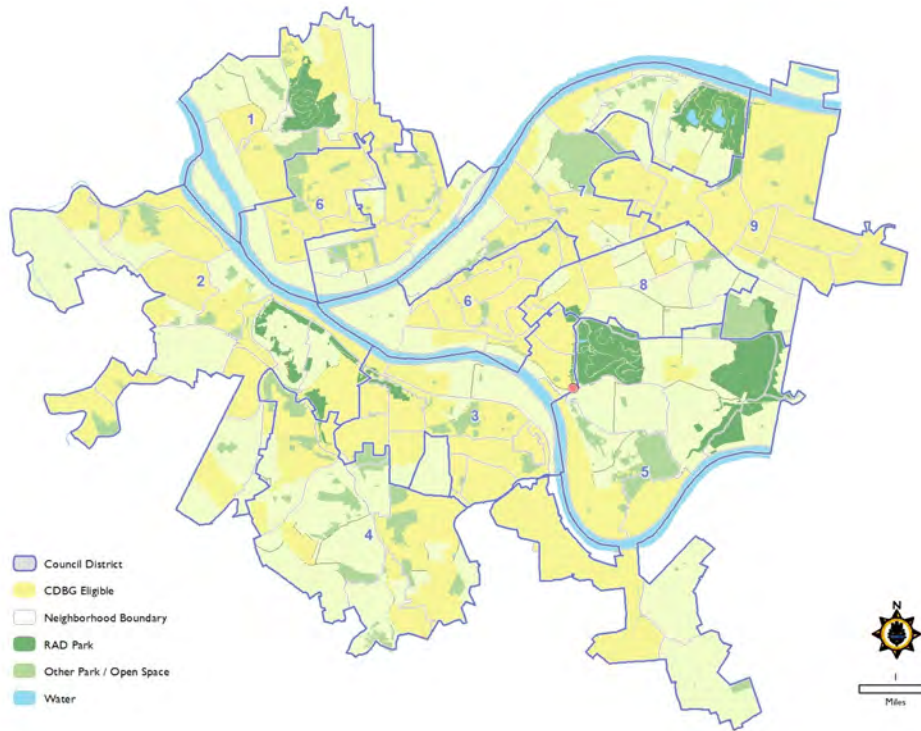 1
7
6
9
2
8
6
3
5
4
Council District
CDBG Eligible
Neighborhood Boundary
RAD Park
Other Park / Open Space
Water
N
1
Miles